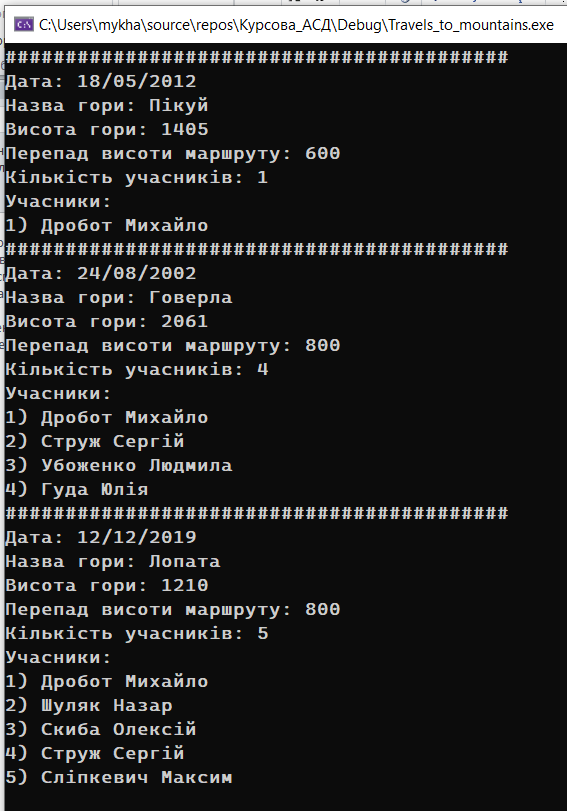 C:\Users\mykha\source\repos\Курсова_АСД\Debug\Travels_to_mountains.exe
##########################################
Дата: 18/05/2012
Назва гори: Пікуй
Висота гори: 1405
Перепад висоти маршруту: 600
Кількість учасників: 1
Учасники:
1) Дробот Михайло
##########################################
Дата: 24/08/2002
Назва гори: Говерла
Висота гори: 2061
Перепад висоти маршруту: 800
Кількість учасників: 4
Учасники:
1) Дробот Михайло
2) Струж Сергій
3) Убоженко Людмила
4) Гуда Юлія
##########################################
Дата: 12/12/2019
Назва гори: Лопата
Висота гори: 1210
Перепад висоти маршруту: 800
Кількість учасників: 5
Учасники:
1) Дробот Михайло
2) Шуляк Назар
3) Скиба Олексій
4) Струж Сергій
5) Сліпкевич Максим